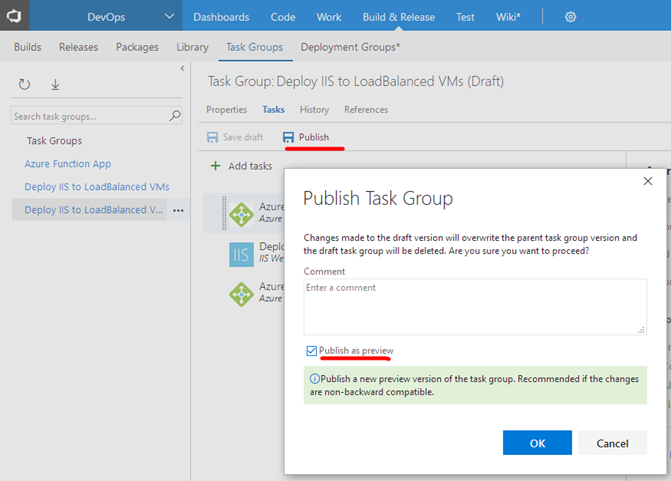 DevOps Dashboards Code Work Build & Release Test Wiki*
Builds Releases Packages Library Task Groups Deployment Groups*
Task Group: Deploy IIS to LoadBalanced VMs (Draft)
Search task groups...
Properties Tasks History References
Task Groups
Save draft Publish
Azure Function App
Add tasks
Deploy IIS to LoadBalanced VMs
Deploy IIS to LoadBalanced V... ...
Azure
Azure
Deplo
IIS We
IIS
Azure
Azure
Publish Task Group
Changes made to the draft version will overwrite the parent task group version and
the draft task group will be deleted. Are you sure you want to proceed?
Comment
Enter a comment
Publish as preview
Publish a new preview version of the task group. Recommended if the changes
are non-backward compatible.
OK Cancel